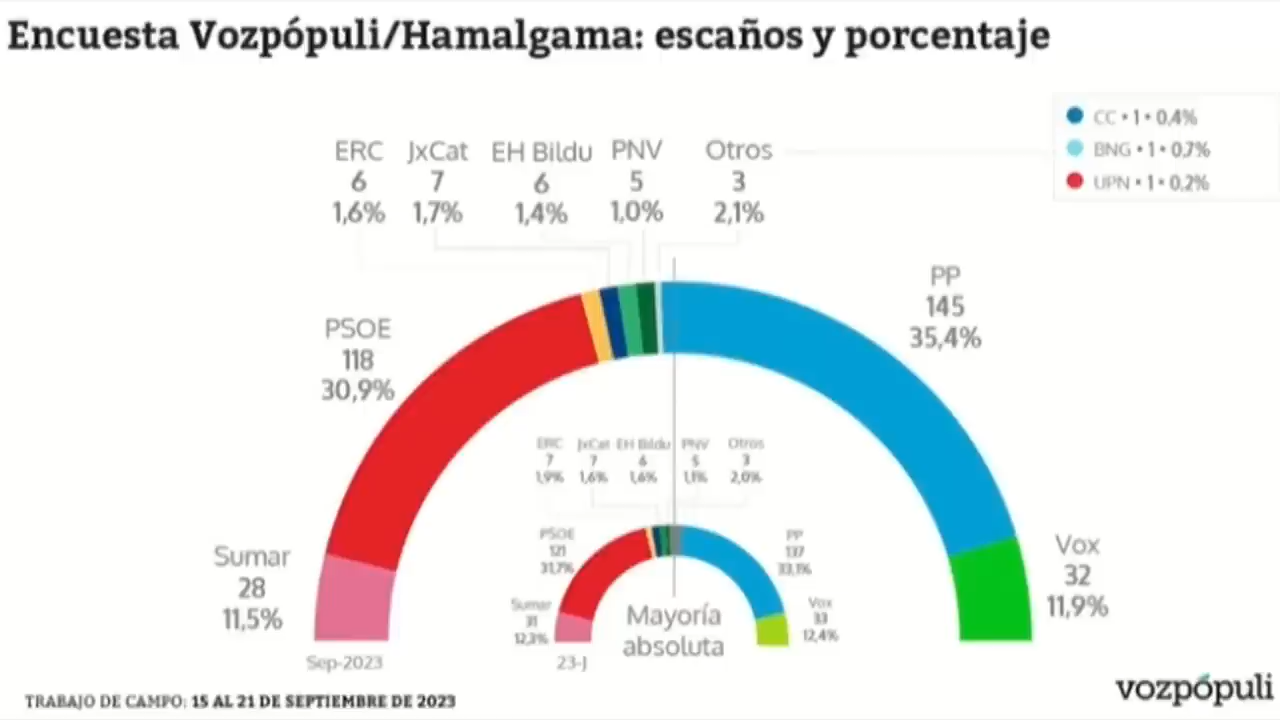 Encuesta Vozpópuli/Hamalgama: escaños y porcentaje
CC • 1 • 0,4%
BNG • 1 • 0,7%
UPN • 1 • 0,2%
ERC
6
1,6%
JxCat
7
1,7%
EH Bildu
6
1,4%
PNV
5
1,0%
Otros
3
2,1%
PSOE
118
30,9%
PP
145
35,4%
Sumar
28
11,5%
Vox
32
11,9%
Sep-2023
ERC
7
1,9%
JxCat
7
1,6%
EH Bildu
6
1,6%
PNV
5
1,1%
Otros
3
2,0%
PSOE
121
31,7%
PP
137
33,1%
Sumar
31
12,3%
Vox
33
12,4%
23-J
Mayoría
absoluta
TRABAJO DE CAMPO: 15 AL 21 DE SEPTIEMBRE DE 2023
vozpópuli